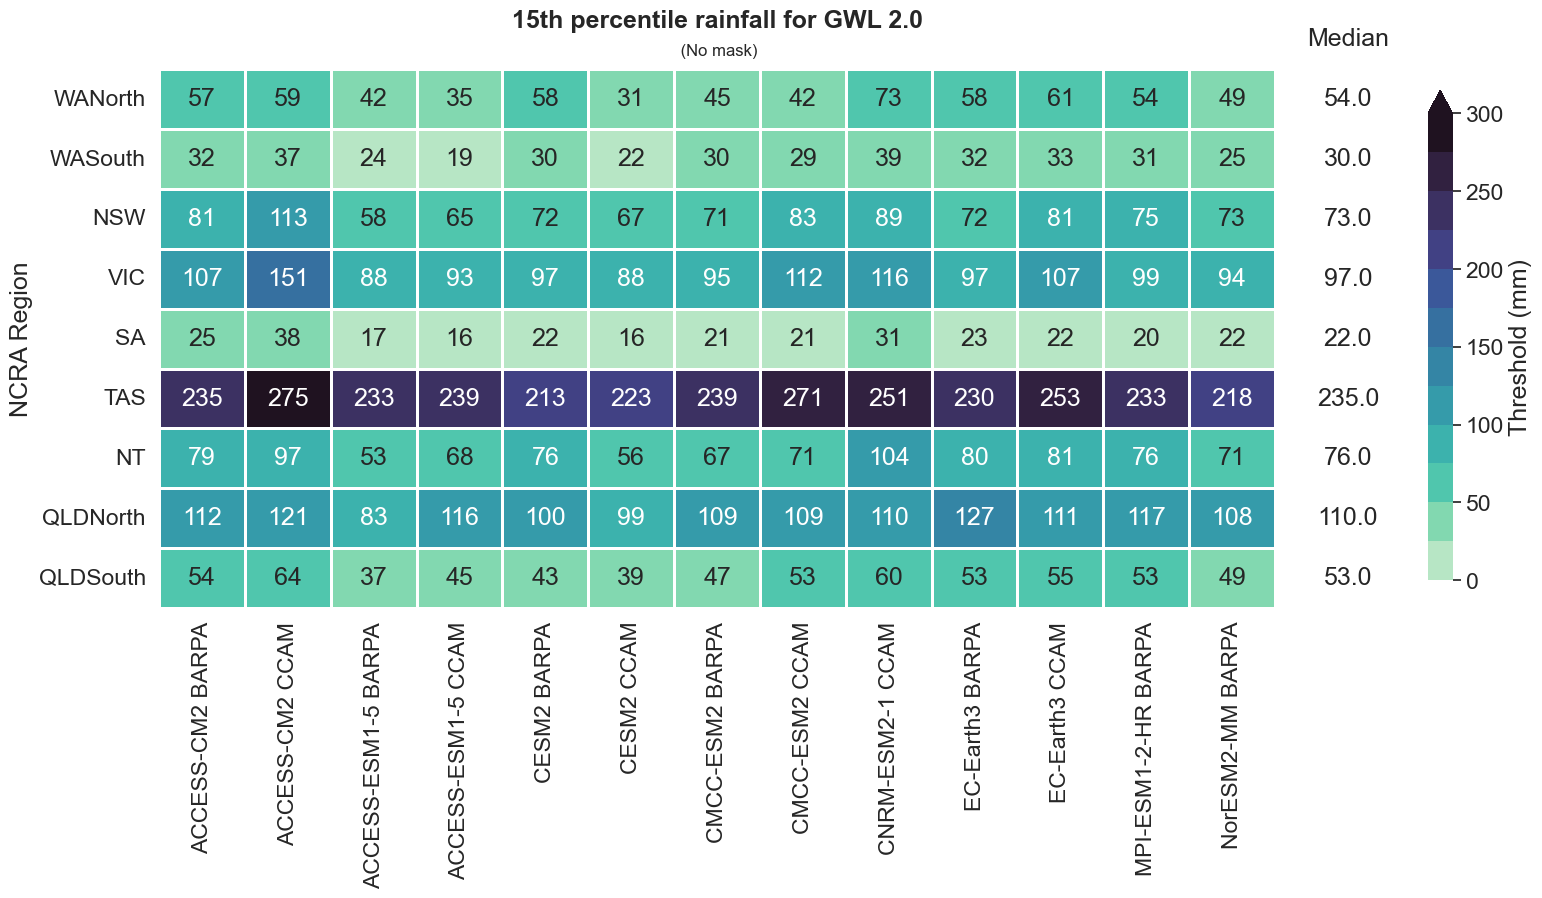 15th percentile rainfall for GWL 2.0
(No mask)
Median
NCRA Region
WANorth 57 59 42 35 58 31 45 42 73 58 61 54 49 54.0
WASouth 32 37 24 19 30 22 30 29 39 32 33 31 25 30.0
NSW 81 113 58 65 72 67 71 83 89 72 81 75 73 73.0
VIC 107 151 88 93 97 88 95 112 116 97 107 99 94 97.0
SA 25 38 17 16 22 16 21 21 31 23 22 20 22 22.0
TAS 235 275 233 239 213 223 239 271 251 230 253 233 218 235.0
NT 79 97 53 68 76 56 67 71 104 80 81 76 71 76.0
QLDNorth 112 121 83 116 100 99 109 109 110 127 111 117 108 110.0
QLDSouth 54 64 37 45 43 39 47 53 60 53 55 53 49 53.0
ACCESS-CM2 BARPA
ACCESS-CM2 CCAM
ACCESS-ESM1-5 BARPA
ACCESS-ESM1-5 CCAM
CESM2 BARPA
CESM2 CCAM
CMCC-ESM2 BARPA
CMCC-ESM2 CCAM
CNRM-ESM2-1 CCAM
EC-Earth3 BARPA
EC-Earth3 CCAM
MPI-ESM1-2-HR BARPA
NorESM2-MM BARPA
300
250
200
150
100
50
0
Threshold (mm)